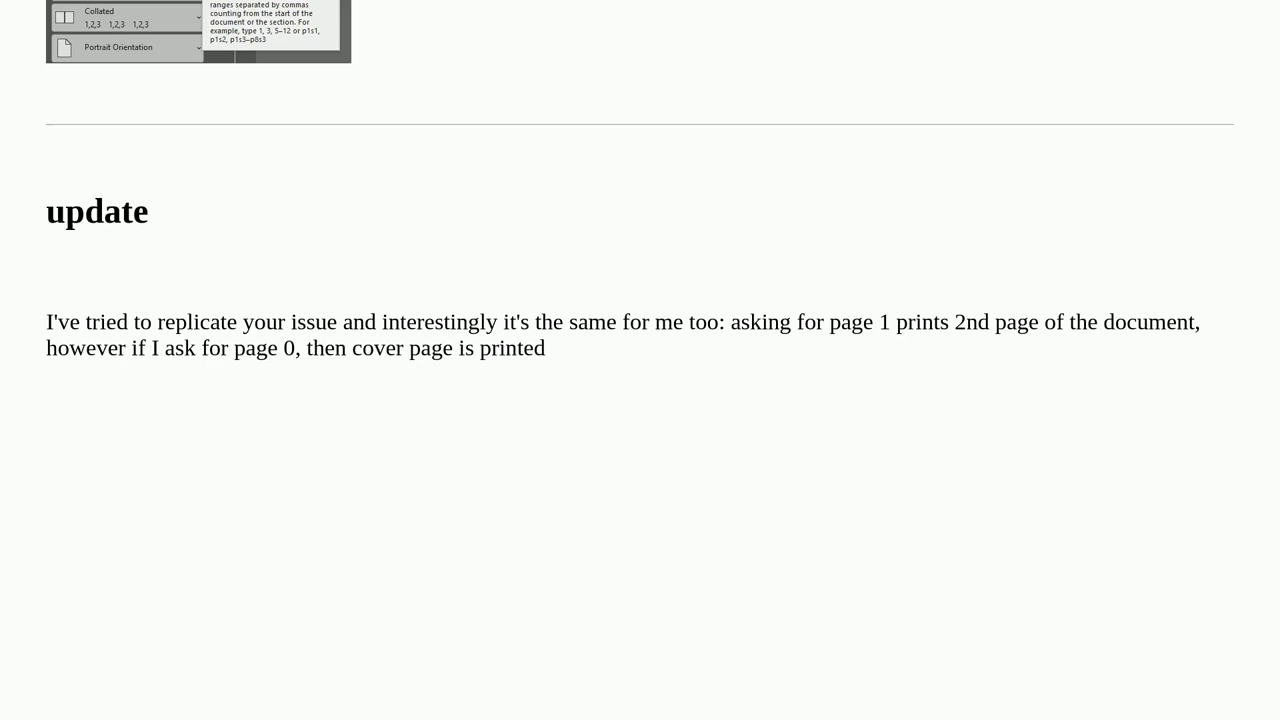 ranges separated by commas
counting from the start of the
document or the section. For
example, type 1, 3, 5–12 or p1s1,
p1s2, p1s3–p8s3
Collated
1,2,3 1,2,3 1,2,3
Portrait Orientation
update
I've tried to replicate your issue and interestingly it's the same for me too: asking for page 1 prints 2nd page of the document,
however if I ask for page 0, then cover page is printed